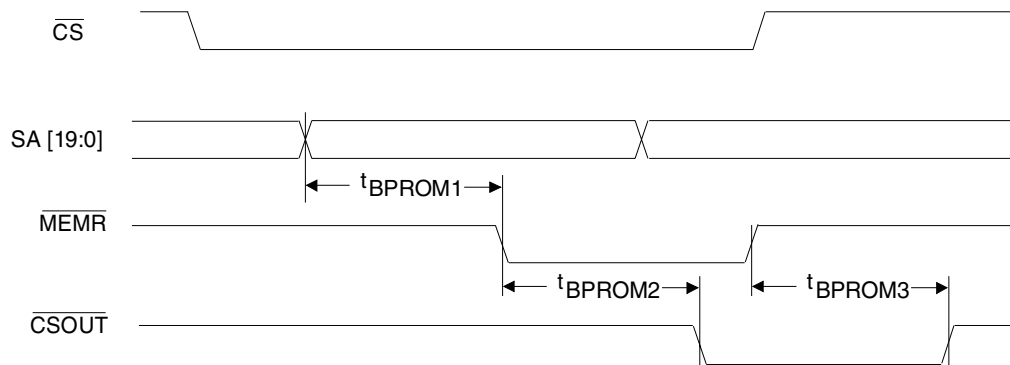 CS
SA [19:0]
tBPROM1
MEMR
tBPROM2
tBPROM3
CSOUT